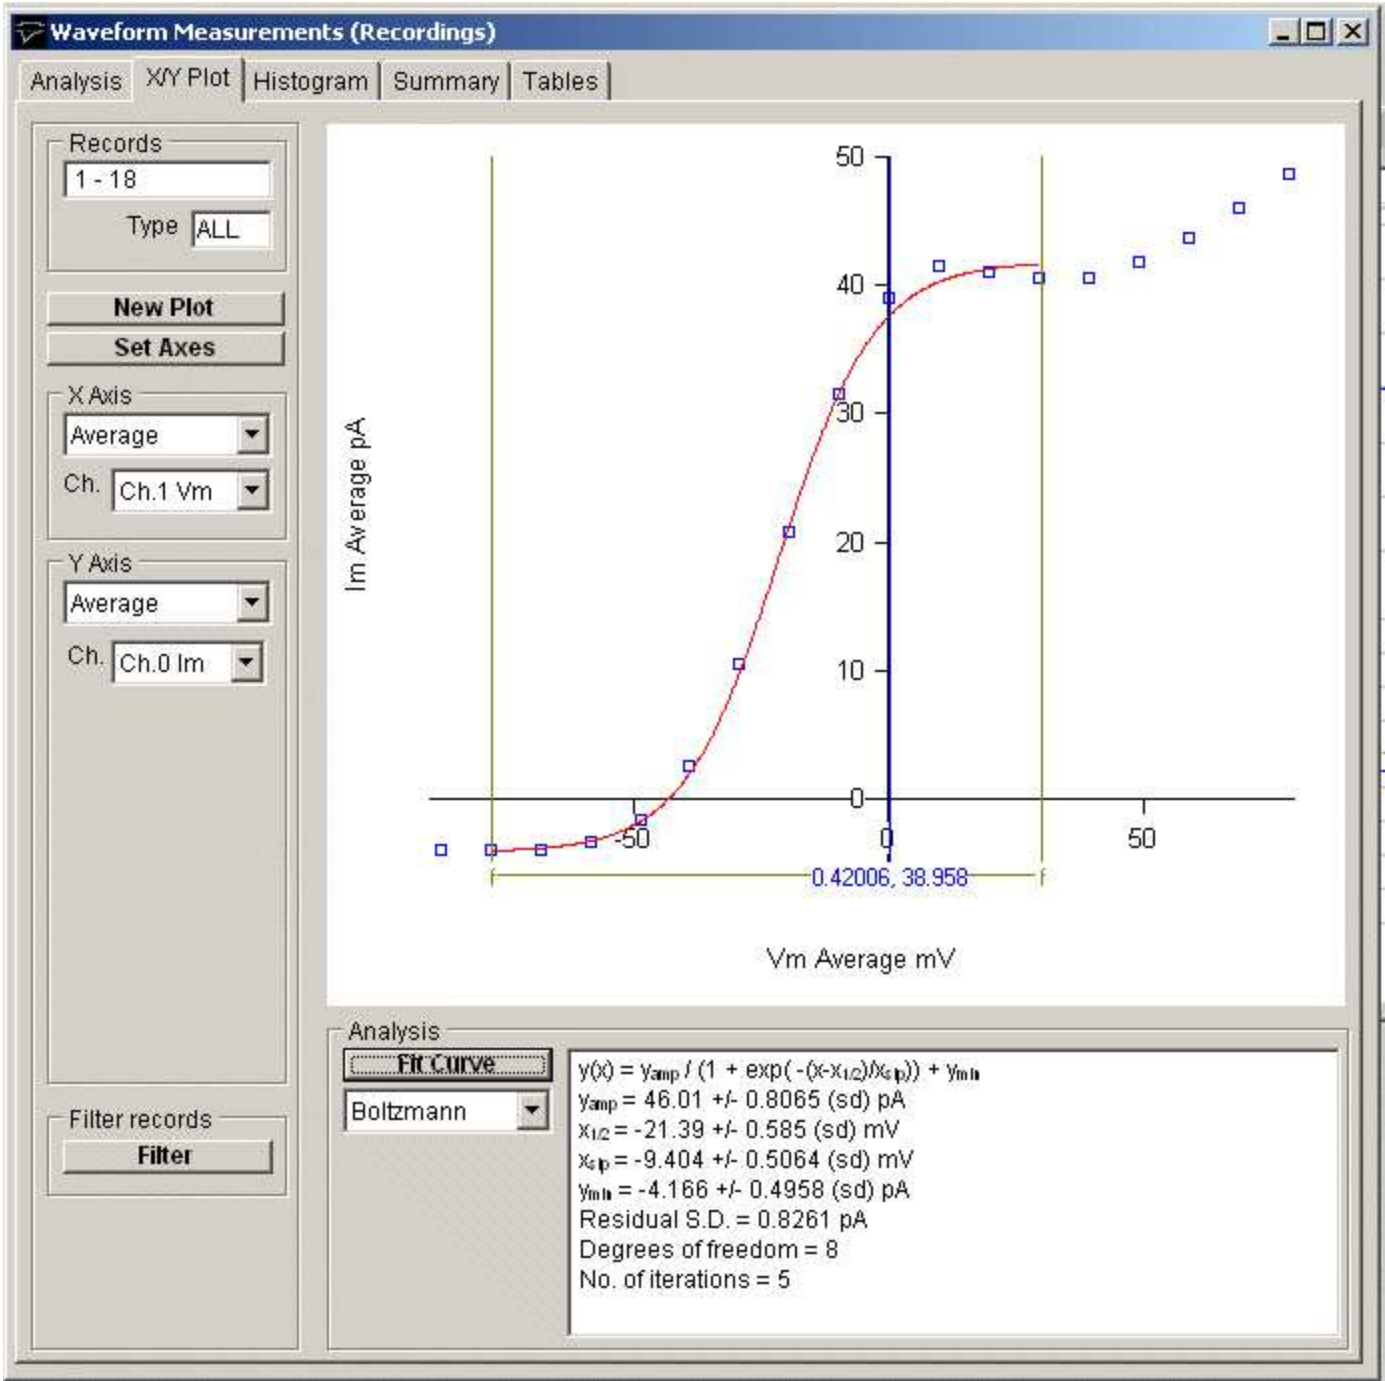 Waveform Measurements (Recordings)
Analysis X/Y Plot Histogram Summary Tables
Records
1 - 18
Type ALL
New Plot
Set Axes
X Axis
Average
Ch. Ch.1 Vm
Y Axis
Average
Ch. Ch.0 Im
Filter records
Filter
50
40
30
20
10
0
Im Average pA
-50 0 50
0.42006, 38.958
f f
Vm Average mV
Analysis
Fit Curve
Boltzmann
y(x) = yamp / (1 + exp( -(x-x1/2)/xslp)) + ymin
yamp = 46.01 +/- 0.8065 (sd) pA
x1/2 = -21.39 +/- 0.585 (sd) mV
xslp = -9.404 +/- 0.5064 (sd) mV
ymin = -4.166 +/- 0.4958 (sd) pA
Residual S.D. = 0.8261 pA
Degrees of freedom = 8
No. of iterations = 5